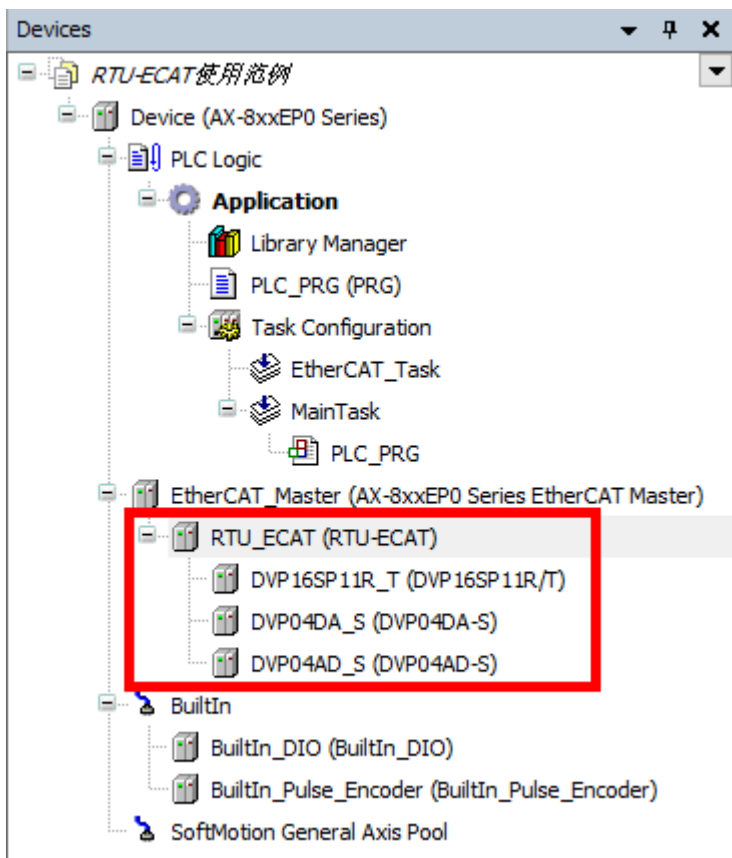 Devices
RTU-ECAT使用范例
Device (AX-8xxEP0 Series)
PLC Logic
Application
Library Manager
PLC_PRG (PRG)
Task Configuration
EtherCAT_Task
MainTask
PLC_PRG
EtherCAT_Master (AX-8xxEP0 Series EtherCAT Master)
RTU_ECAT (RTU-ECAT)
DVP16SP11R_T (DVP16SP11R/T)
DVP04DA_S (DVP04DA-S)
DVP04AD_S (DVP04AD-S)
BuiltIn
BuiltIn_DIO (BuiltIn_DIO)
BuiltIn_Pulse_Encoder (BuiltIn_Pulse_Encoder)
SoftMotion General Axis Pool